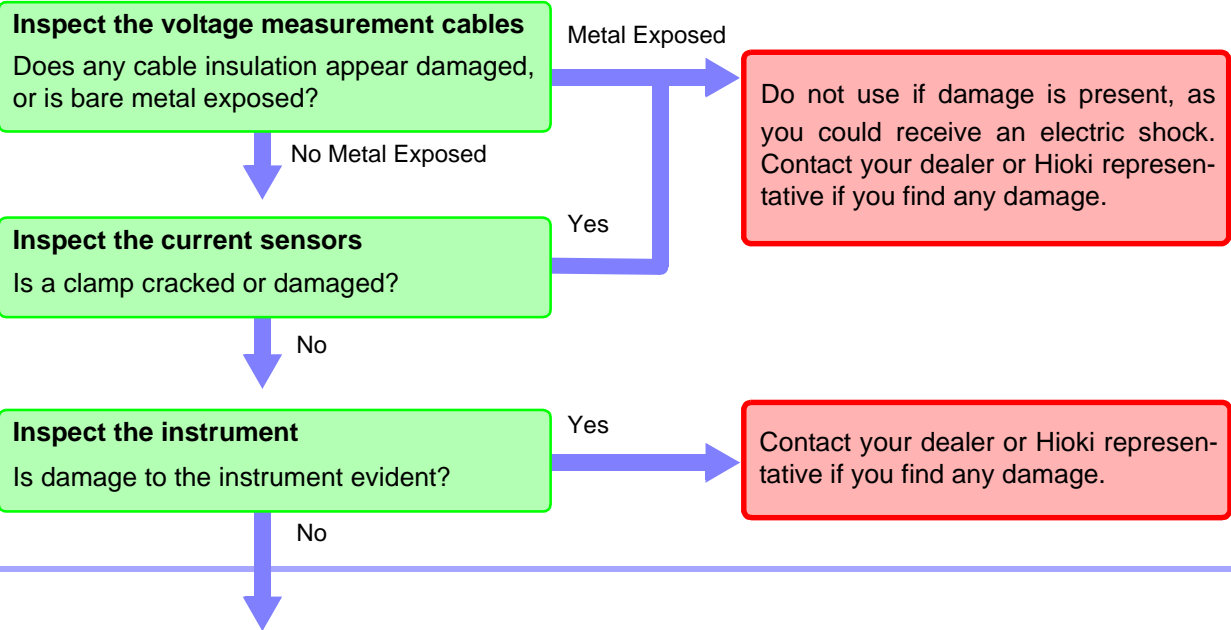 Inspect the voltage measurement cables
Does any cable insulation appear damaged,
or is bare metal exposed?
Metal Exposed
Do not use if damage is present, as
you could receive an electric shock.
Contact your dealer or Hioki represen-
tative if you find any damage.
No Metal Exposed
Inspect the current sensors
Is a clamp cracked or damaged?
Yes
No
Inspect the instrument
Is damage to the instrument evident?
Yes
Contact your dealer or Hioki represen-
tative if you find any damage.
No